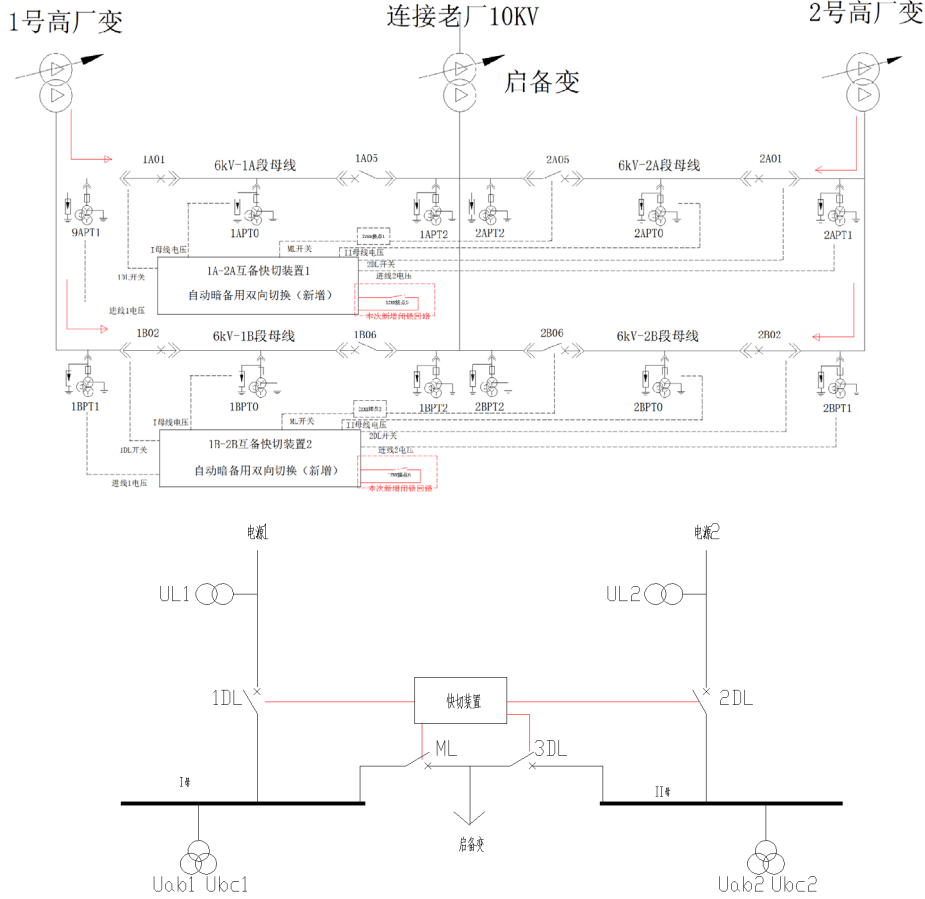 1号高厂变
连接老厂10KV
2号高厂变
启备变
1A01
6kV-1A段母线
1A05
2A05
6kV-2A段母线
2A01
9APT1
1APT0
1APT2
2APT2
2APT0
2APT1
I母线电压
ML开关
II母线电压
2DL开关
进线2电压
1DL开关
1A-2A互备快切装置1
自动暗备用双向切换（新增）
进线1电压
本次新增闭锁回路
1B02
6kV-1B段母线
1B06
2B06
6kV-2B段母线
2B02
1BPT1
1BPT0
1BPT2
2BPT2
2BPT0
2BPT1
I母线电压
ML开关
II母线电压
2DL开关
进线2电压
1DL开关
1B-2B互备快切装置2
自动暗备用双向切换（新增）
进线1电压
本次新增闭锁回路
电源1
电源2
UL1
UL2
1DL
快切装置
2DL
ML
3DL
I母
II母
启备变
Uab1 Ubc1
Uab2 Ubc2